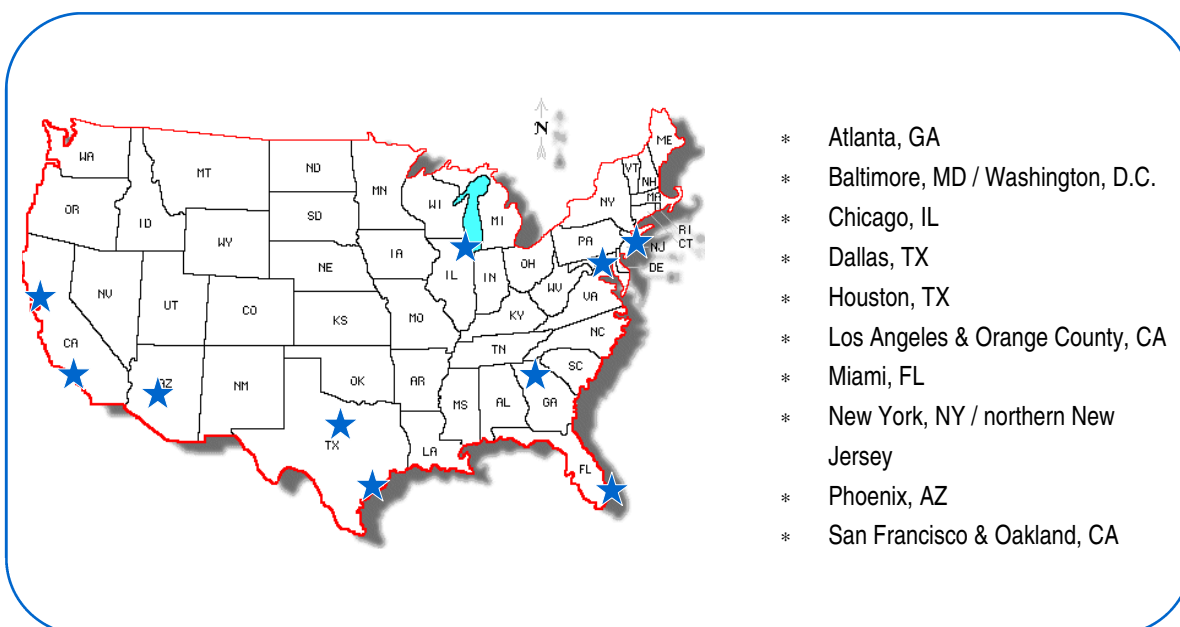 N
WA
MT
ND
MN
ME
VT
NH
OR
ID
SD
WI
MI
NY
MA
WY
IA
PA
RI
CT
NJ
NE
IL
IN
OH
DE
NV
UT
CO
WV
VA
KS
MO
KY
CA
NC
TN
AZ
NM
OK
AR
SC
MS
AL
GA
TX
LA
FL
* Atlanta, GA
* Baltimore, MD / Washington, D.C.
* Chicago, IL
* Dallas, TX
* Houston, TX
* Los Angeles & Orange County, CA
* Miami, FL
* New York, NY / northern New
Jersey
* Phoenix, AZ
* San Francisco & Oakland, CA